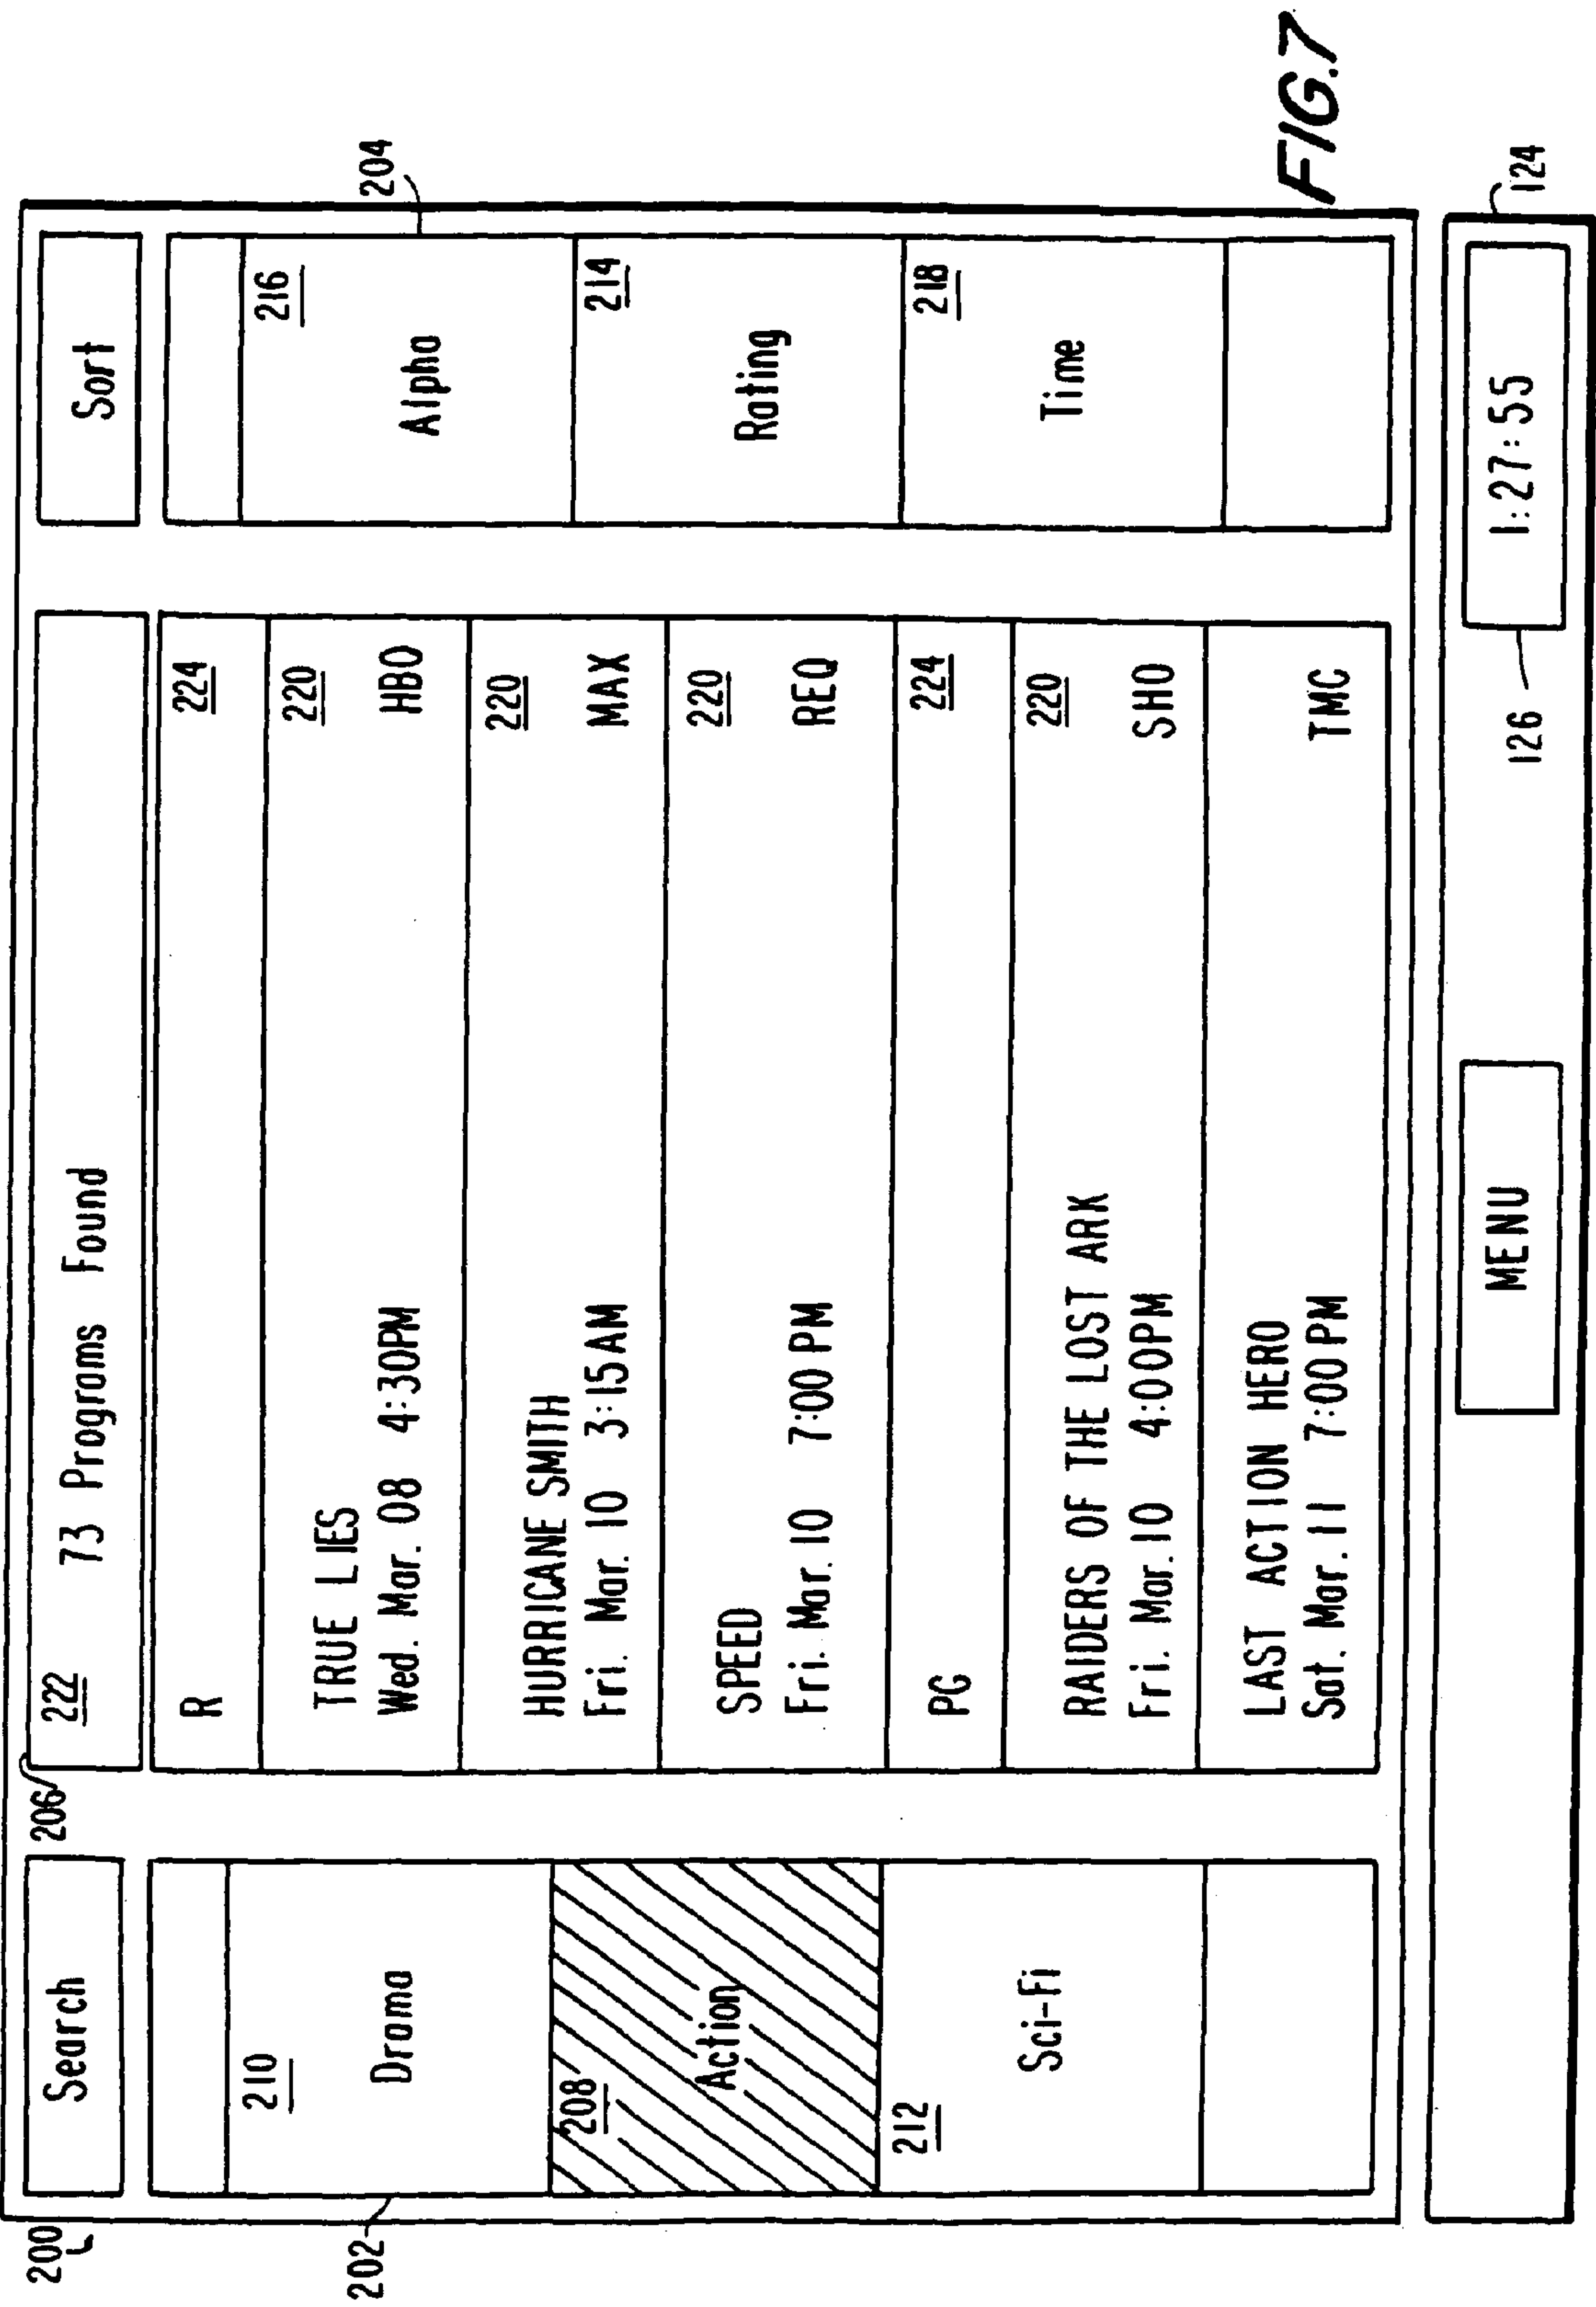 200
Search
206
222 73 Programs Found
Sort
202
210
Drama
208
Action
212
Sci-Fi
R 224
TRUE LIES 220
Wed. Mar. 08 4:30PM HBO
HURRICANE SMITH 220
Fri. Mar. 10 3:15AM MAX
SPEED 220
Fri. Mar. 10 7:00 PM REQ
PG 224
RAIDERS OF THE LOST ARK 220
Fri. Mar. 10 4:00PM SHO
LAST ACTION HERO
Sat. Mar. 11 7:00PM TMC
204
216
Alpha
214
Rating
218
Time
MENU
126
1:27:55
124
FIG.7